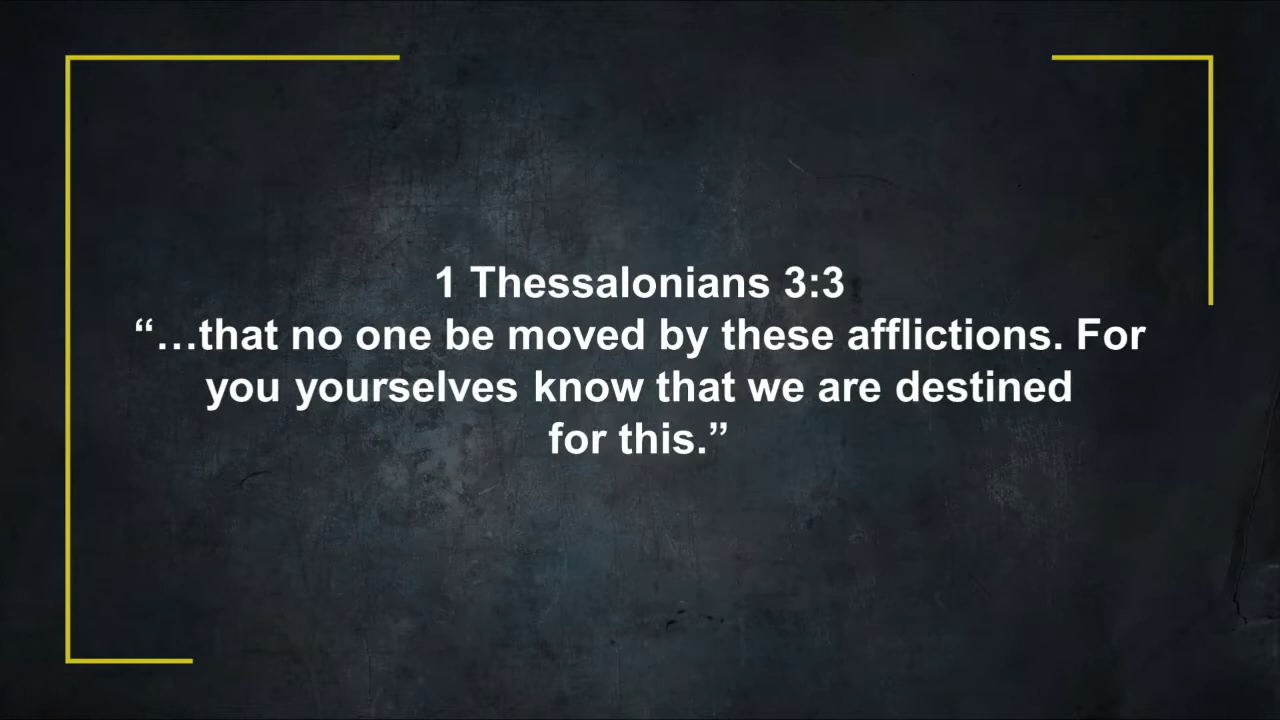 1 Thessalonians 3:3
“…that no one be moved by these afflictions. For
you yourselves know that we are destined
for this.”